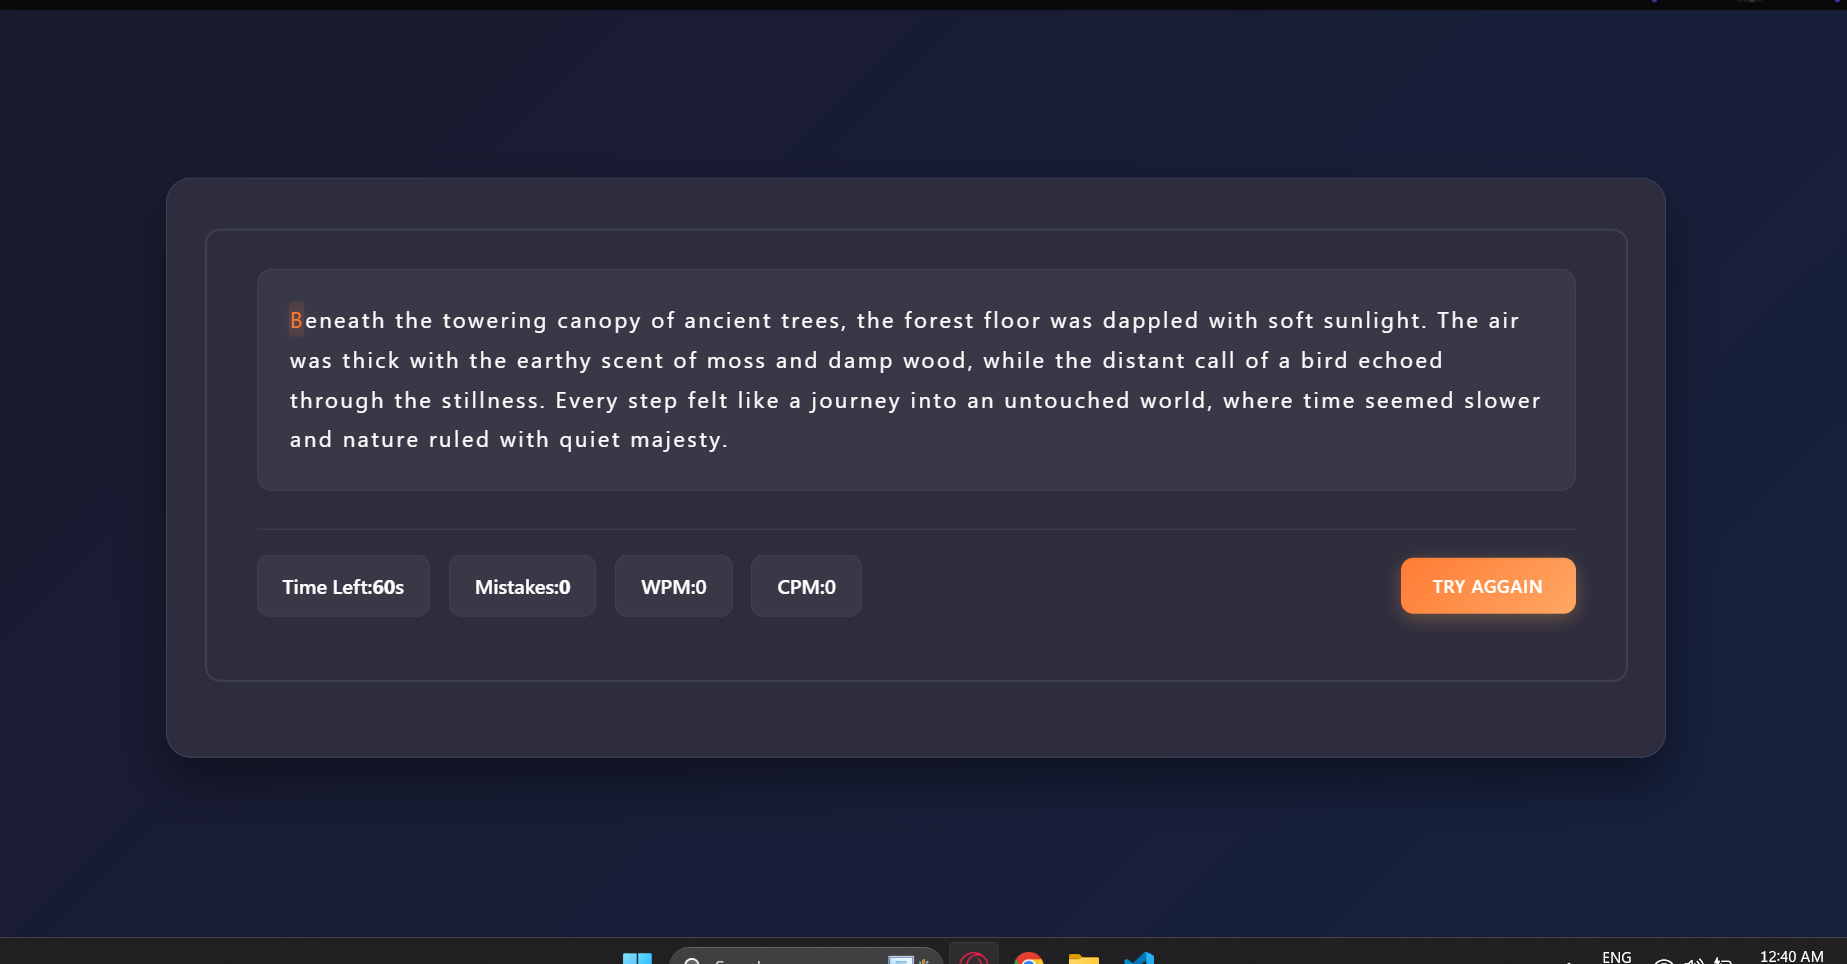 Beneath the towering canopy of ancient trees, the forest floor was dappled with soft sunlight. The air
was thick with the earthy scent of moss and damp wood, while the distant call of a bird echoed
through the stillness. Every step felt like a journey into an untouched world, where time seemed slower
and nature ruled with quiet majesty.
Time Left:60s
Mistakes:0
WPM:0
CPM:0
TRY AGGAIN
ENG
12:40 AM